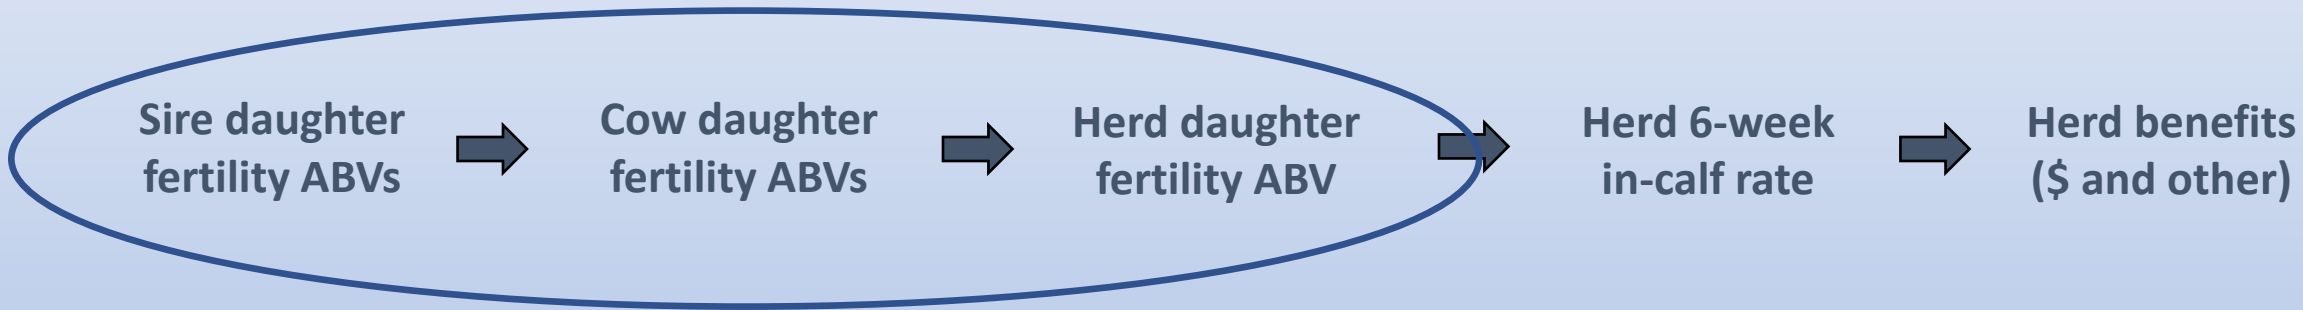 Sire daughter
fertility ABVs
Cow daughter
fertility ABVs
Herd daughter
fertility ABV
Herd 6-week
in-calf rate
Herd benefits
($ and other)